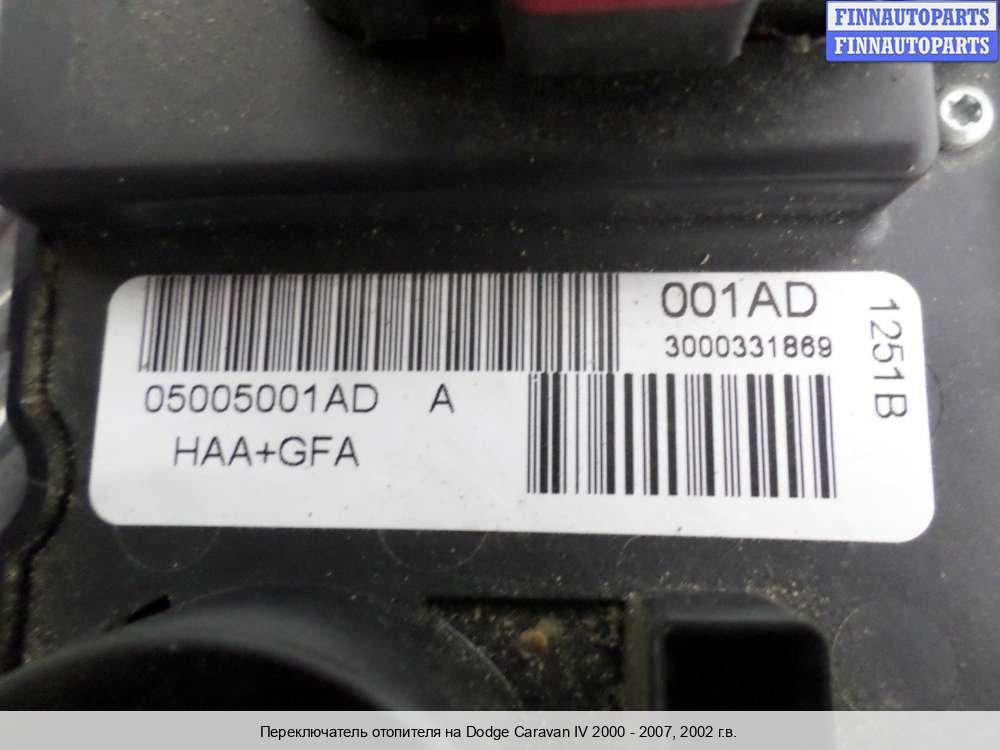 FINNAUTOPARTS
FINNAUTOPARTS
001AD
3000331869
1251B
05005001AD A
HAA+GFA
Переключатель отопителя на Dodge Caravan IV 2000 - 2007, 2002 г.в.